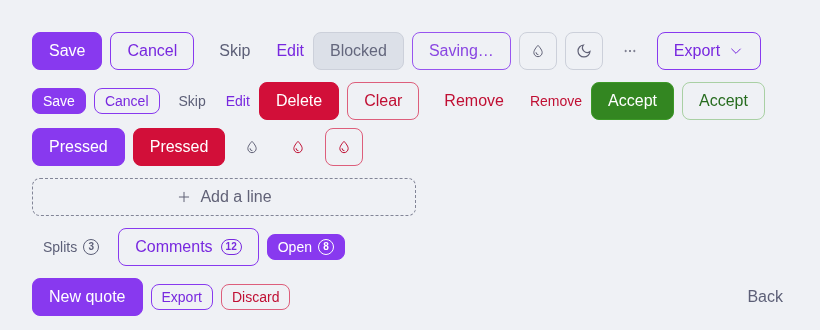 Save Cancel Skip Edit Blocked Saving… ··· Export
Save Cancel Skip Edit Delete Clear Remove Remove Accept Accept
Pressed Pressed
Add a line
Splits 3 Comments 12 Open 8
New quote Export Discard Back